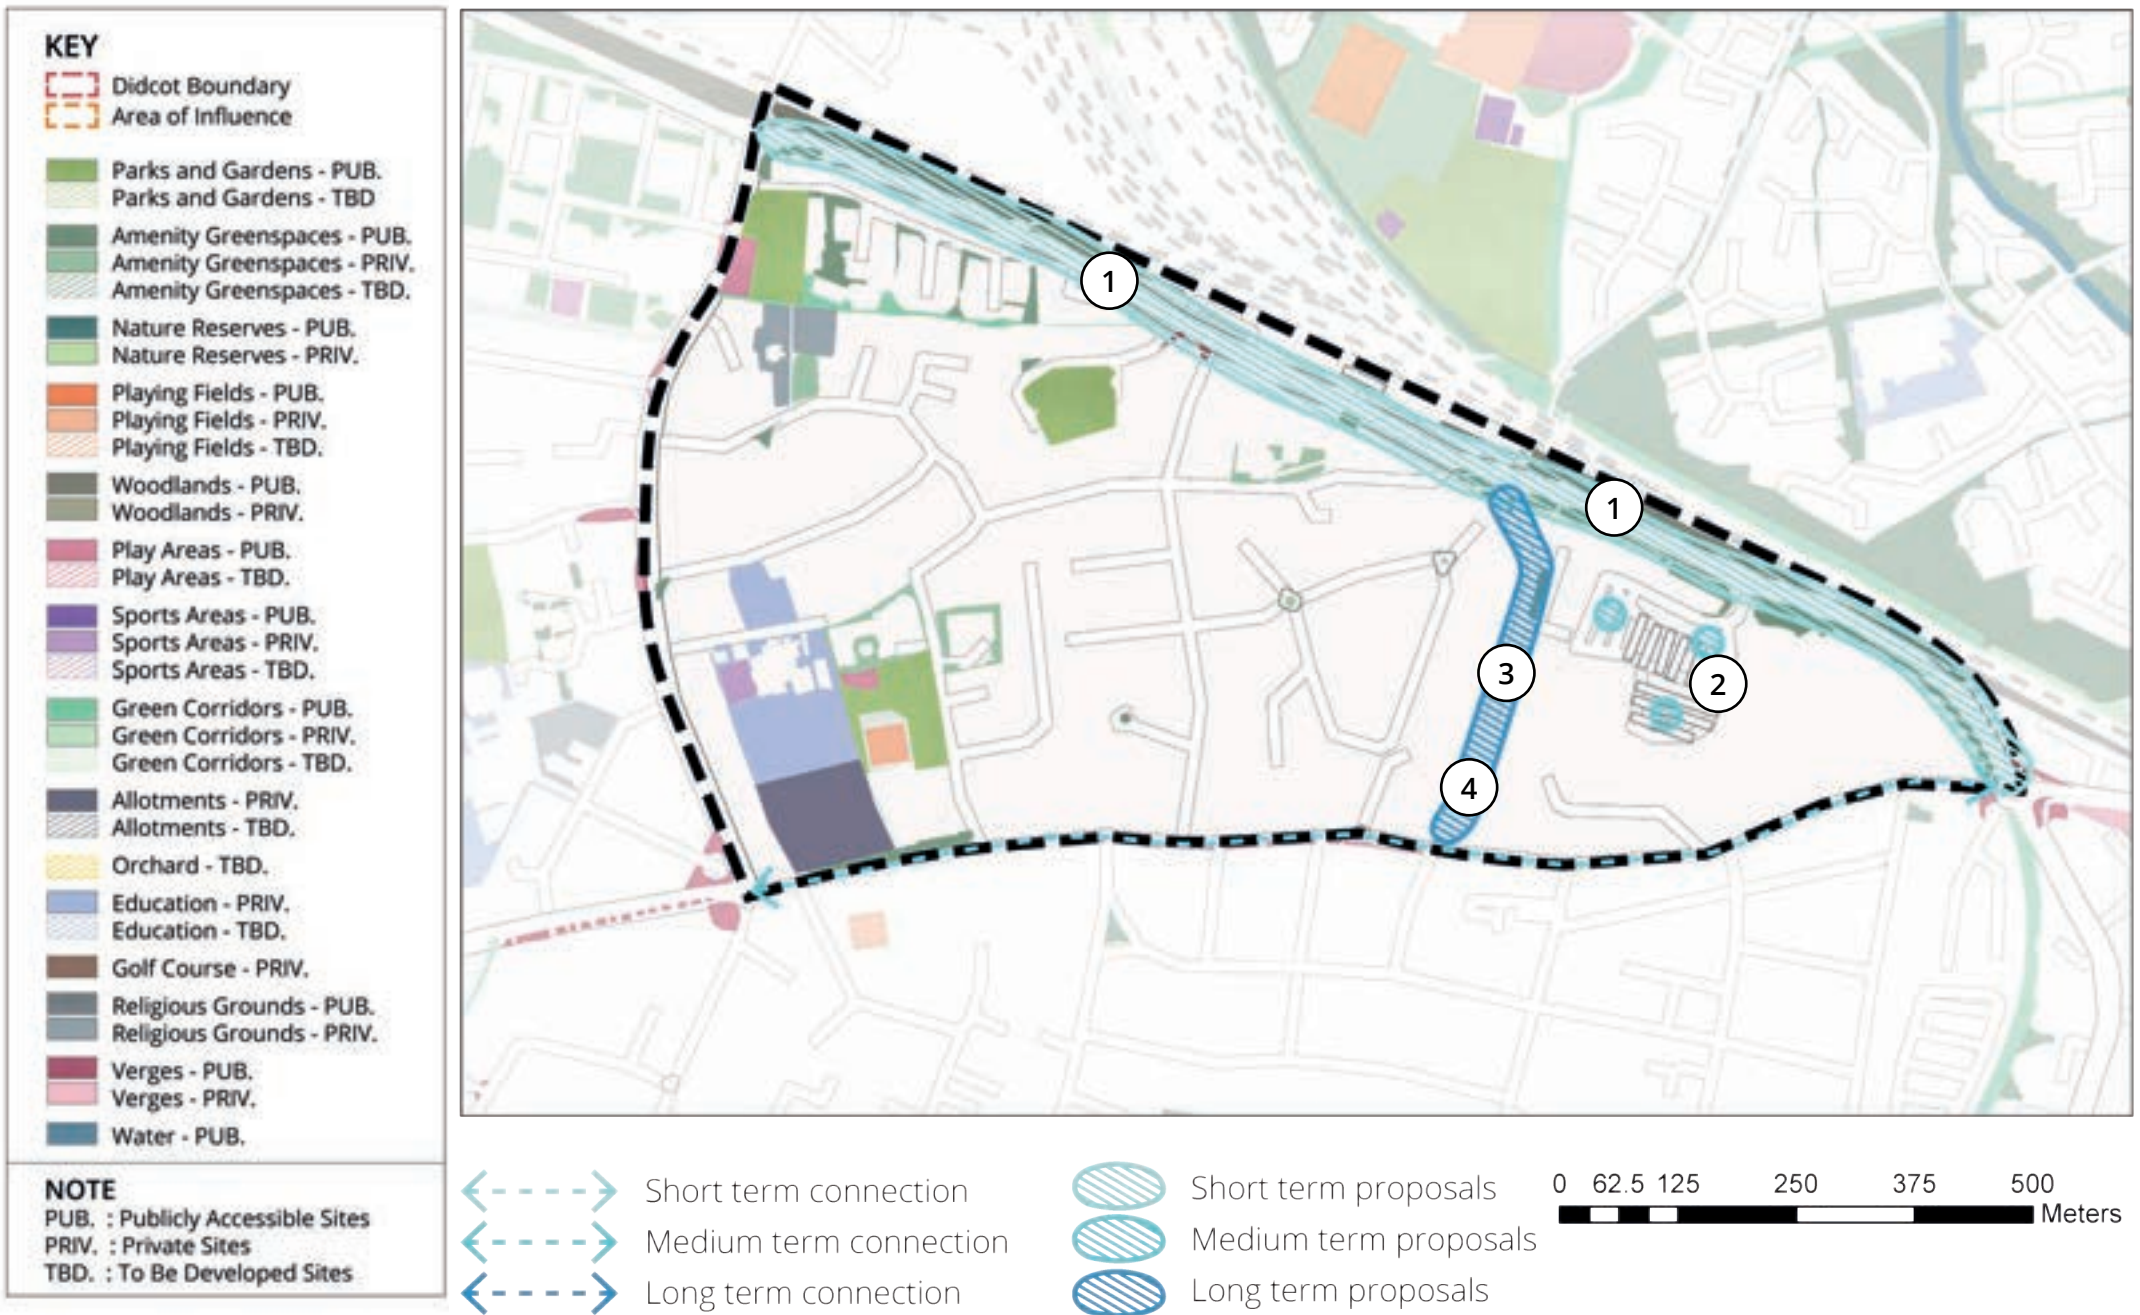 KEY
Didcot Boundary
Area of Influence
Parks and Gardens - PUB.
Parks and Gardens - TBD
Amenity Greenspaces - PUB.
Amenity Greenspaces - PRIV.
Amenity Greenspaces - TBD.
Nature Reserves - PUB.
Nature Reserves - PRIV.
Playing Fields - PUB.
Playing Fields - PRIV.
Playing Fields - TBD.
Woodlands - PUB.
Woodlands - PRIV.
Play Areas - PUB.
Play Areas - TBD.
Sports Areas - PUB.
Sports Areas - PRIV.
Sports Areas - TBD.
Green Corridors - PUB.
Green Corridors - PRIV.
Green Corridors - TBD.
Allotments - PRIV.
Allotments - TBD.
Orchard - TBD.
Education - PRIV.
Education - TBD.
Golf Course - PRIV.
Religious Grounds - PUB.
Religious Grounds - PRIV.
Verges - PUB.
Verges - PRIV.
Water - PUB.
NOTE
PUB. : Publicly Accessible Sites
PRIV. : Private Sites
TBD. : To Be Developed Sites
1
1
3
2
4
Short term connection
Medium term connection
Long term connection
Short term proposals
Medium term proposals
Long term proposals
0 62.5 125 250 375 500
Meters